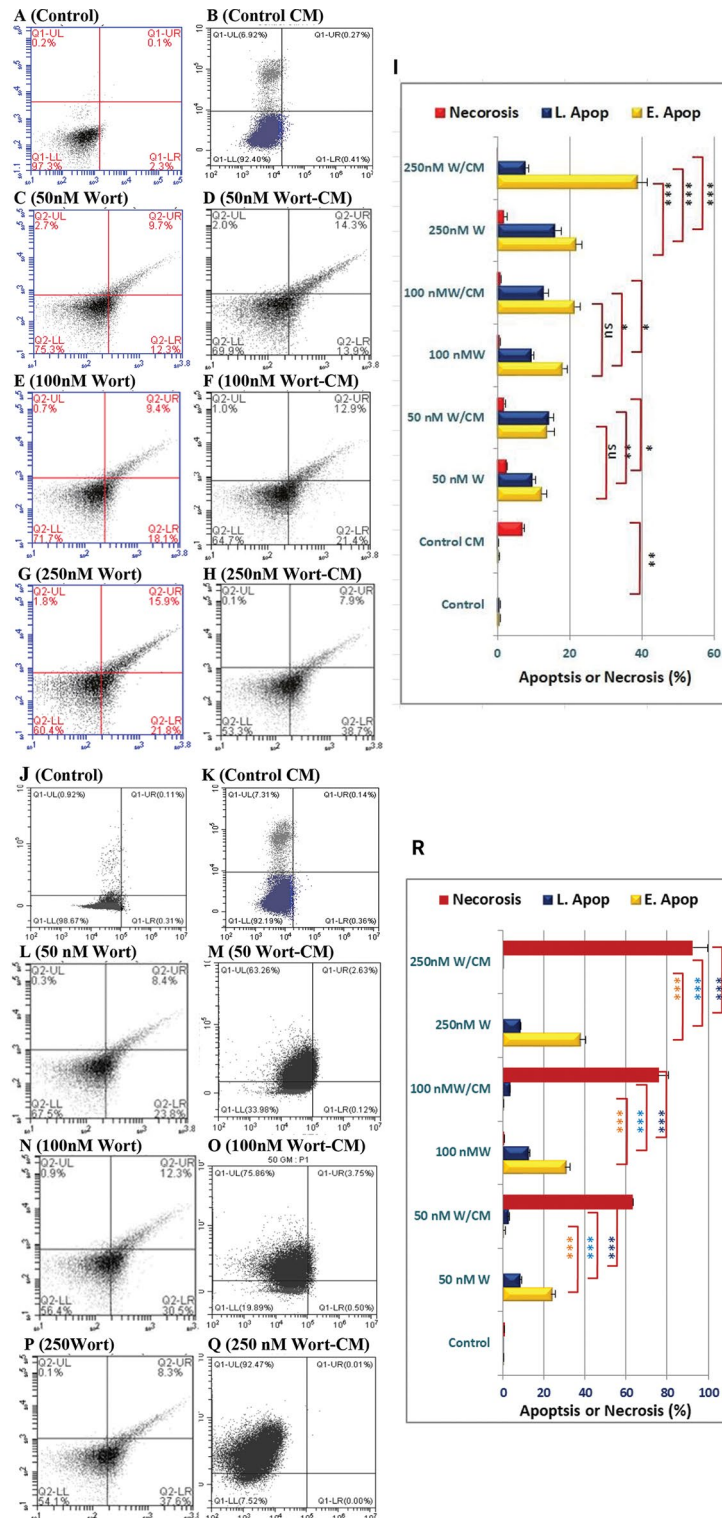 A (Control)
Q1-UL
0.2%
Q1-UR
0.1%
Q1-LL
97.3%
Q1-LR
2.3%
B (Control CM)
Q1-UL(6.92%)
Q1-UR(0.27%)
Q1-LL(92.40%)
Q1-LR(0.41%)
C (50nM Wort)
Q2-UL
2.7%
Q2-UR
9.7%
Q2-LL
75.3%
Q2-LR
12.3%
D (50nM Wort-CM)
Q2-UL
2.0%
Q2-UR
14.3%
Q2-LL
69.9%
Q2-LR
13.9%
E (100nM Wort)
Q2-UL
0.7%
Q2-UR
9.4%
Q2-LL
71.7%
Q2-LR
18.1%
F (100nM Wort-CM)
Q2-UL
1.0%
Q2-UR
12.9%
Q2-LL
64.7%
Q2-LR
21.4%
G (250nM Wort)
Q2-UL
1.8%
Q2-UR
15.9%
Q2-LL
60.4%
Q2-LR
21.8%
H (250nM Wort-CM)
Q2-UL
0.1%
Q2-UR
7.9%
Q2-LL
53.3%
Q2-LR
38.7%
I
Necorosis L. Apop E. Apop
250nM W/CM
250nM W
100 nMW/CM
100 nMW
50 nM W/CM
50 nM W
Control CM
Control
*** *** ***
ns * *
ns ** *
**
0 20 40 60
Apoptsis or Necrosis (%)
J (Control)
Q1-UL(0.92%)
Q1-UR(0.11%)
Q1-LL(98.67%)
Q1-LR(0.31%)
K (Control CM)
Q1-UL(7.31%)
Q1-UR(0.14%)
Q1-LL(92.19%)
Q1-LR(0.36%)
L (50 nM Wort)
Q2-UL
0.3%
Q2-UR
8.4%
Q2-LL
67.5%
Q2-LR
23.8%
M (50 Wort-CM)
Q1-UL(63.26%)
Q1-UR(2.63%)
Q1-LL(33.98%)
Q1-LR(0.12%)
N (100nM Wort)
Q2-UL
0.9%
Q2-UR
12.3%
Q2-LL
56.4%
Q2-LR
30.5%
O (100nM Wort-CM)
50 GM : P1
Q1-UL(75.86%)
Q1-UR(3.75%)
Q1-LL(19.89%)
Q1-LR(0.50%)
P (250Wort)
Q2-UL
0.1%
Q2-UR
8.3%
Q2-LL
54.1%
Q2-LR
37.6%
Q (250 nM Wort-CM)
Q1-UL(92.47%)
Q1-UR(0.01%)
Q1-LL(7.52%)
Q1-LR(0.00%)
R
Necorosis L. Apop E. Apop
250nM W/CM
250nM W
100 nMW/CM
100 nMW
50 nM W/CM
50 nM W
Control
*** *** ***
*** *** ***
*** *** ***
0 20 40 60 80 100
Apoptsis or Necrosis (%)